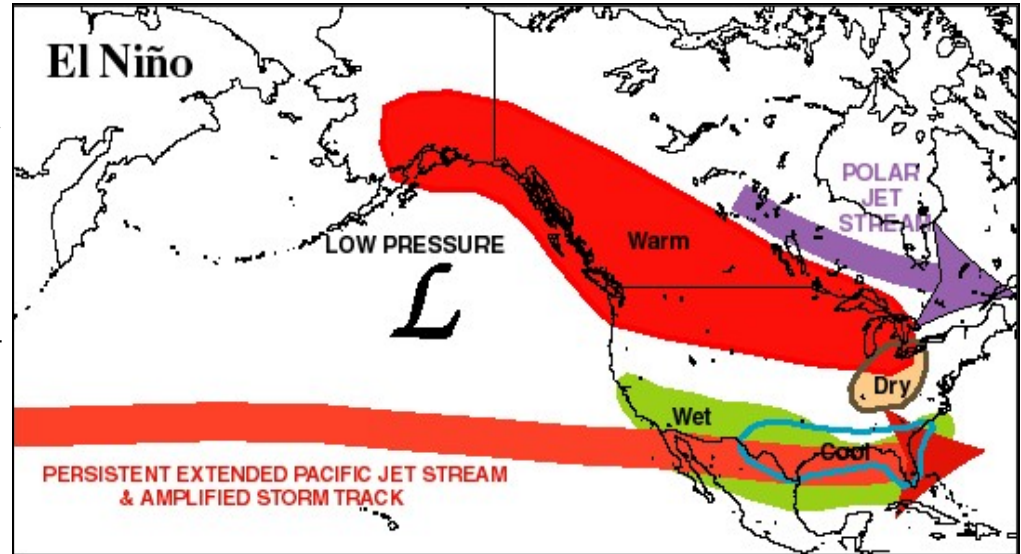 El Niño
POLAR
JET
STREAM
LOW PRESSURE
Warm
L
Dry
Wet
Cool
PERSISTENT EXTENDED PACIFIC JET STREAM
& AMPLIFIED STORM TRACK